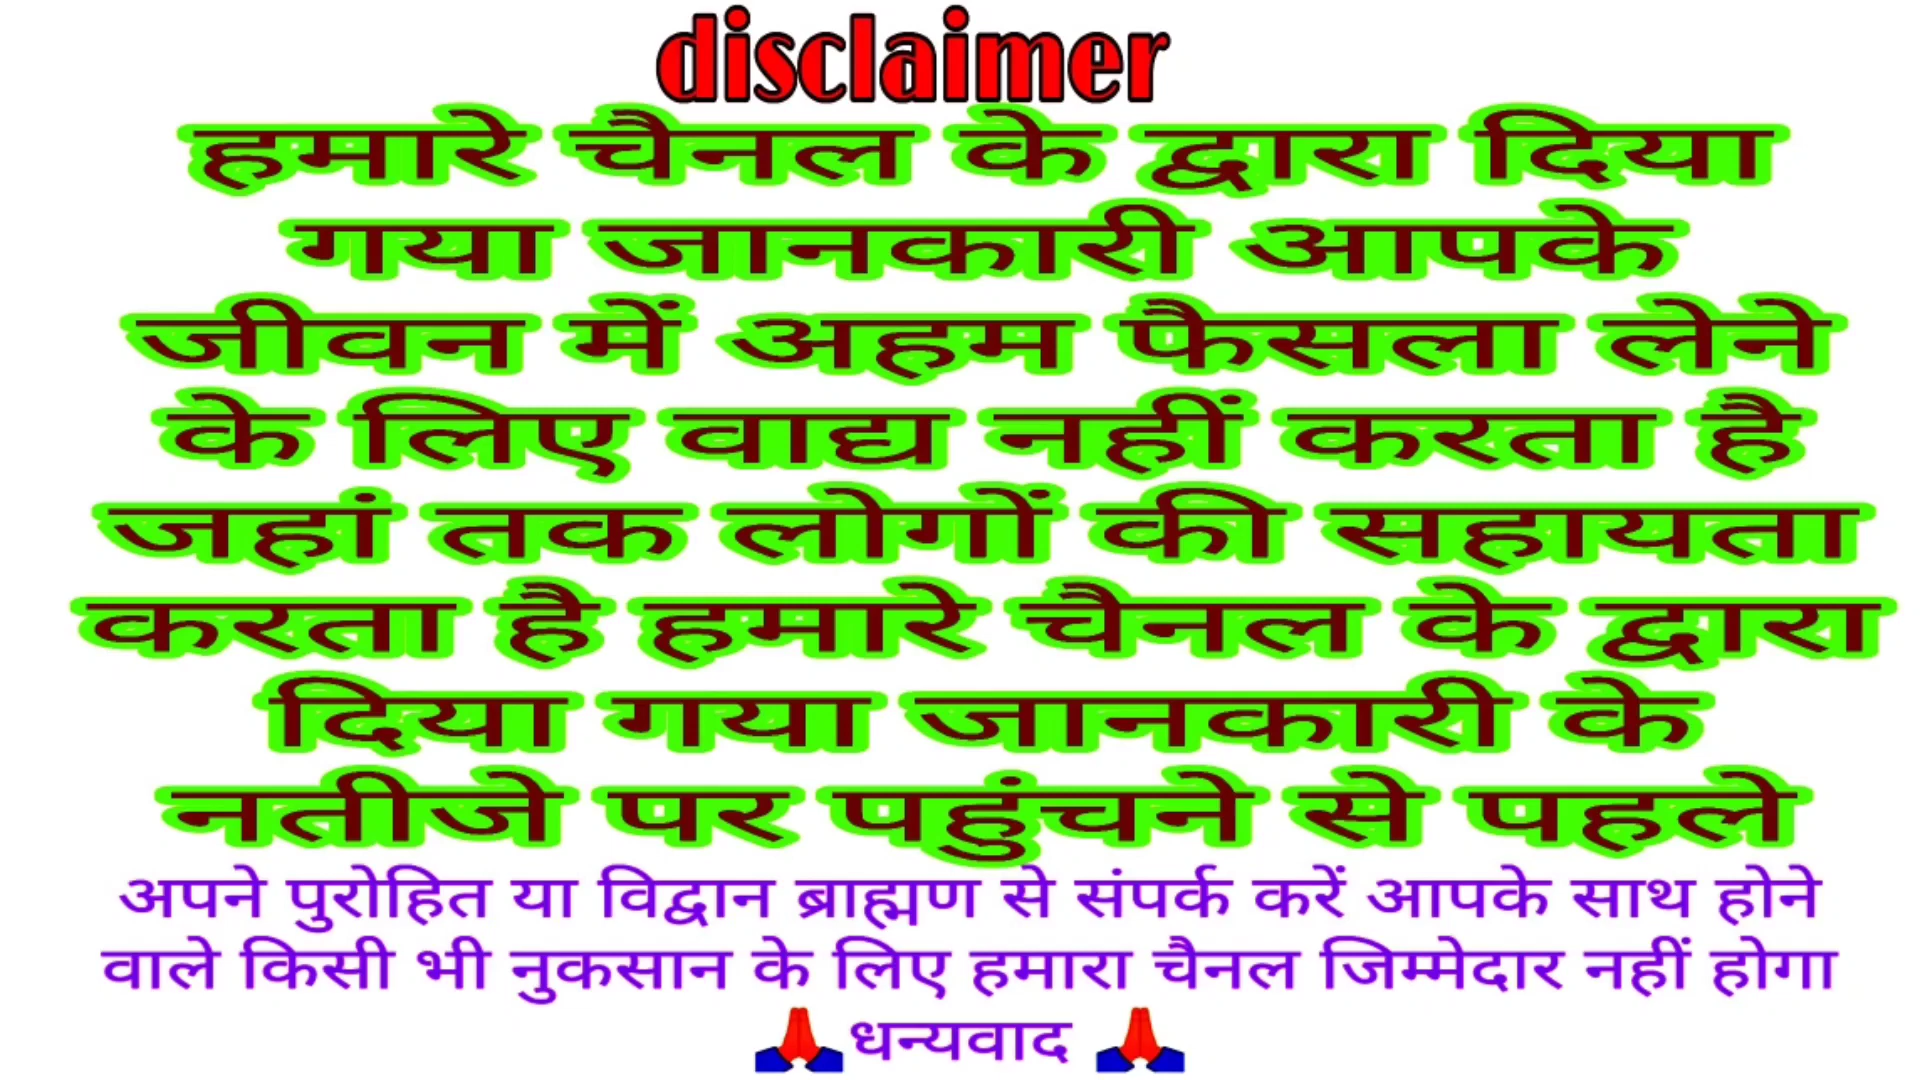 disclaimer
हमारे चैनल के द्वारा दिया
गया जानकारी आपके
जीवन में अहम फैसला लेने
के लिए वाद्य नहीं करता है
जहां तक लोगों की सहायता
करता है हमारे चैनल के द्वारा
दिया गया जानकारी के
नतीजे पर पहुंचने से पहले
अपने पुरोहित या विद्वान ब्राह्मण से संपर्क करें आपके साथ होने
वाले किसी भी नुकसान के लिए हमारा चैनल जिम्मेदार नहीं होगा
🙏धन्यवाद 🙏